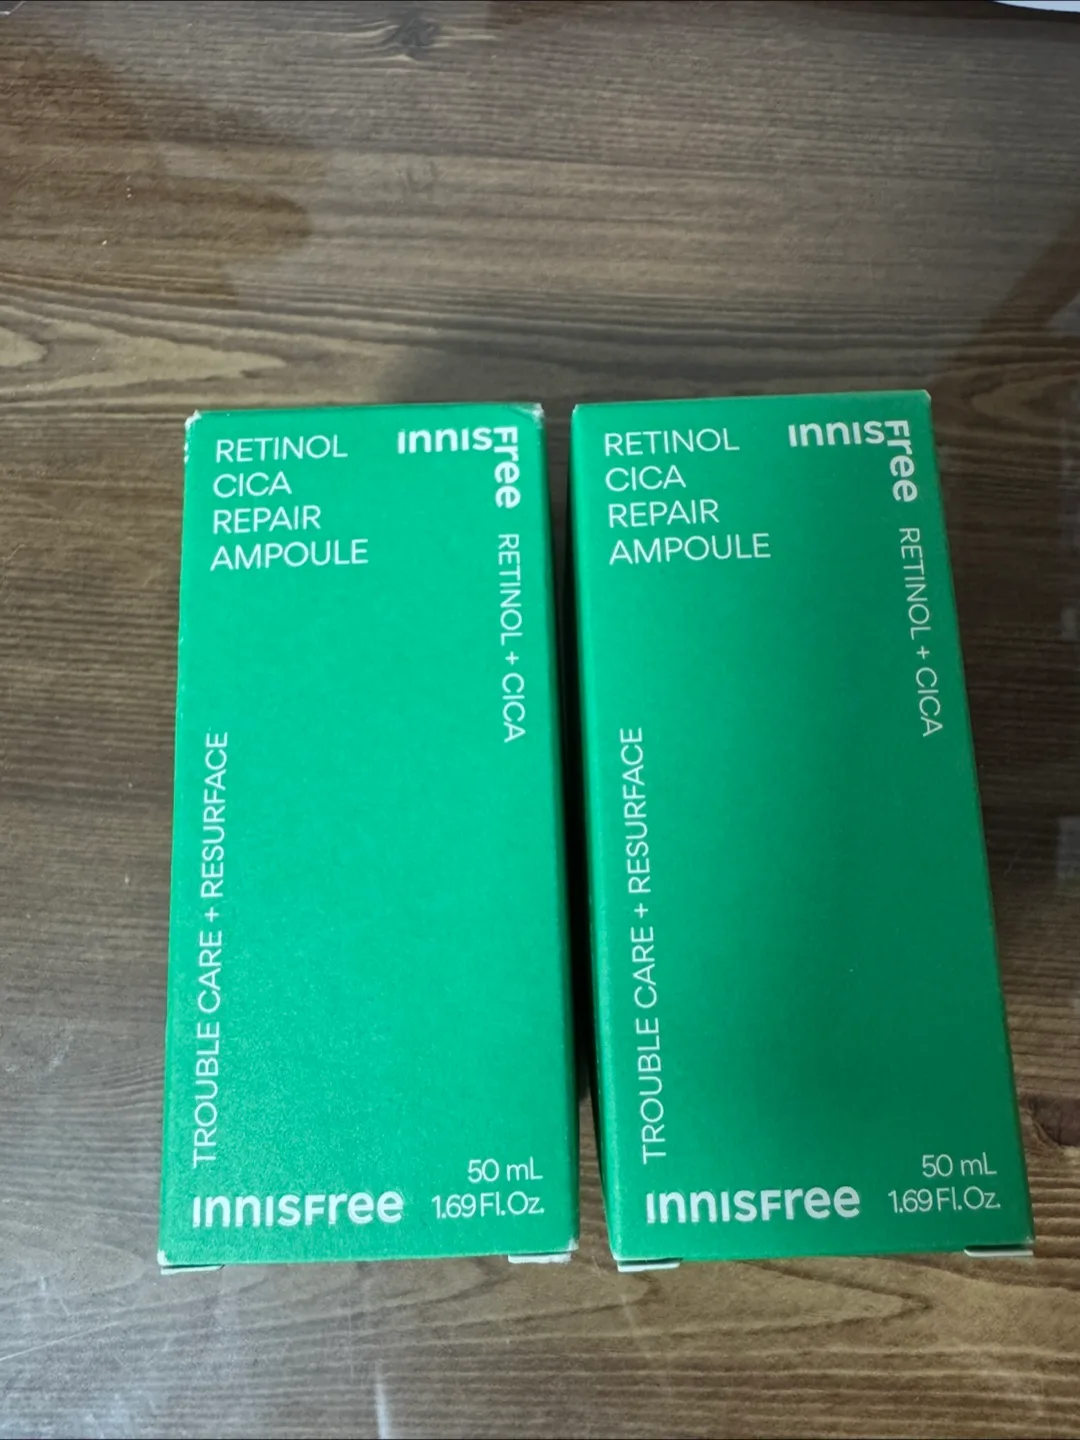 RETINOL
CICA
REPAIR
AMPOULE
innisfree
RETINOL + CICA
TROUBLE CARE + RESURFACE
innisfree
50 mL
1.69 Fl. Oz.
RETINOL
CICA
REPAIR
AMPOULE
innisfree
RETINOL + CICA
TROUBLE CARE + RESURFACE
innisfree
50 mL
1.69 Fl. Oz.